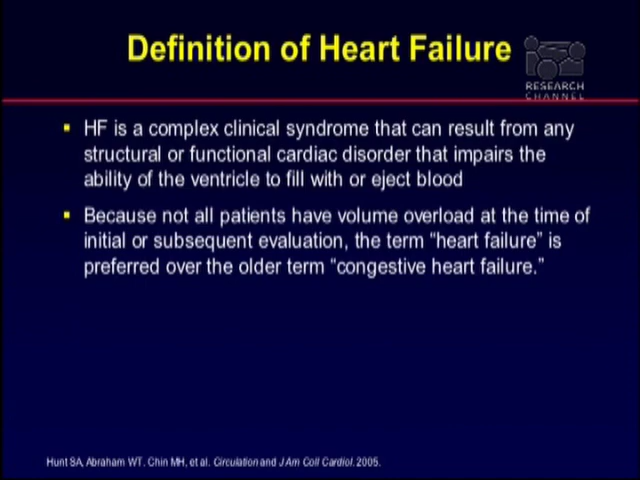 Definition of Heart Failure
RESEARCH
CHANNEL
▪ HF is a complex clinical syndrome that can result from any
structural or functional cardiac disorder that impairs the
ability of the ventricle to fill with or eject blood
▪ Because not all patients have volume overload at the time of
initial or subsequent evaluation, the term “heart failure” is
preferred over the older term “congestive heart failure.”
Hunt SA, Abraham WT. Chin MH, et al. Circulation and J Am Coll Cardiol. 2005.